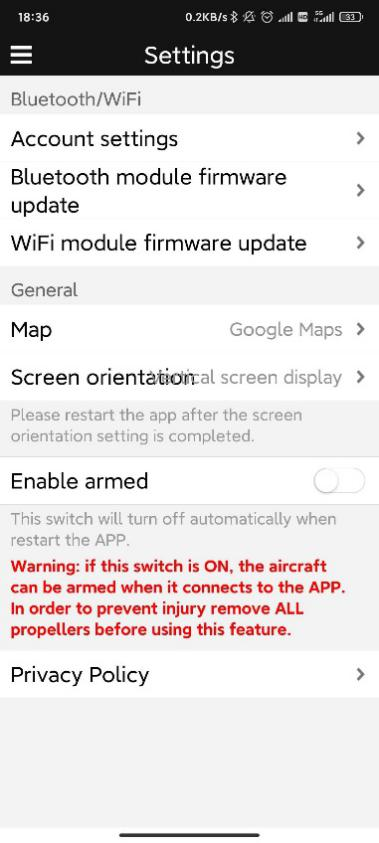 18:36
0.2KB/s
33
Settings
Bluetooth/WiFi
Account settings
Bluetooth module firmware
update
WiFi module firmware update
General
Map Google Maps
Screen orientation Vertical screen display
Please restart the app after the screen
orientation setting is completed.
Enable armed
This switch will turn off automatically when
restart the APP.
Warning: if this switch is ON, the aircraft
can be armed when it connects to the APP.
In order to prevent injury remove ALL
propellers before using this feature.
Privacy Policy